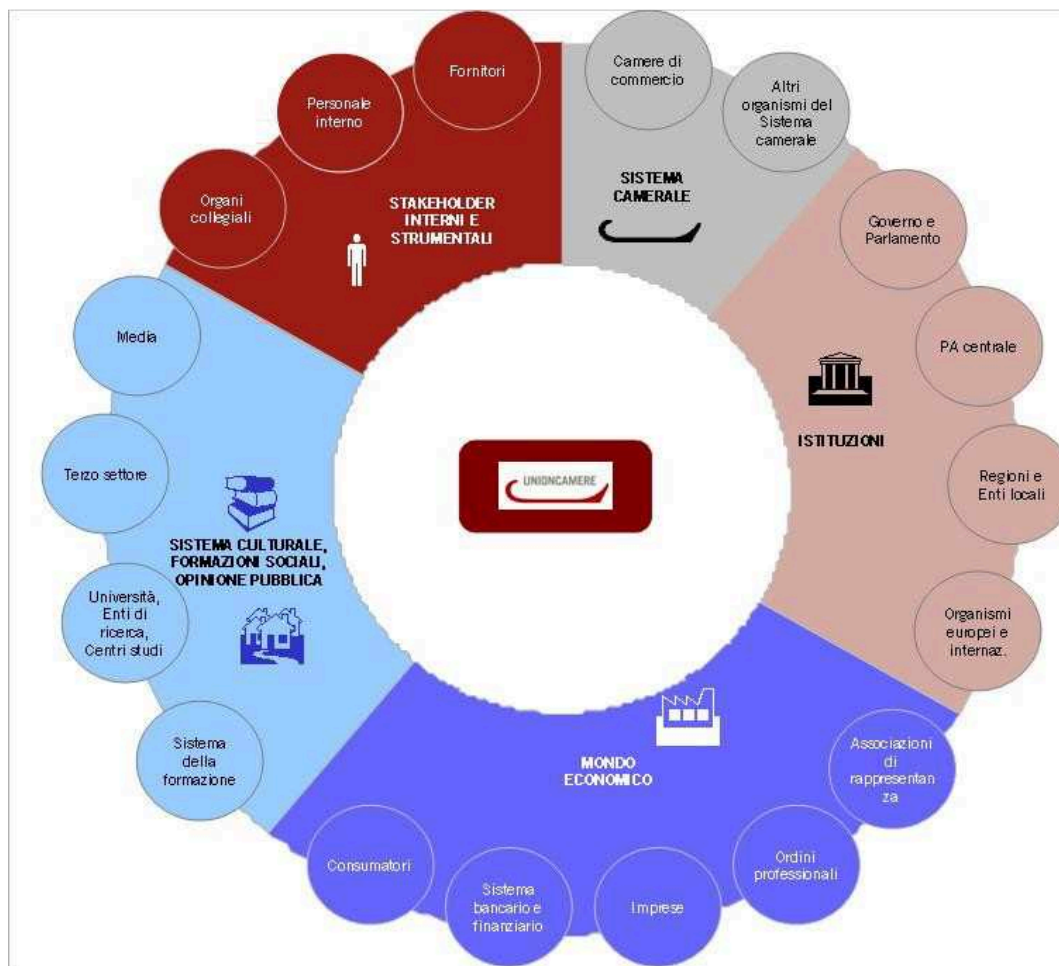 Fornitori
Camere di
commercio
Altri
organismi del
Sistema
camerale
Personale
interno
Organi
collegiali
STAKEHOLDER
INTERNI E
STRUMENTALI
SISTEMA
CAMERALE
Governo e
Parlamento
PA centrale
ISTITUZIONI
Regioni e
Enti locali
Organismi
europei e
internaz.
Media
Terzo settore
SISTEMA CULTURALE,
FORMAZIONI SOCIALI,
OPINIONE PUBBLICA
Università,
Enti di
ricerca,
Centri studi
Sistema
della
formazione
UNIONCAMERE
MONDO
ECONOMICO
Associazioni
di
rappresentan
za
Ordini
professionali
Imprese
Sistema
bancario e
finanziario
Consumatori